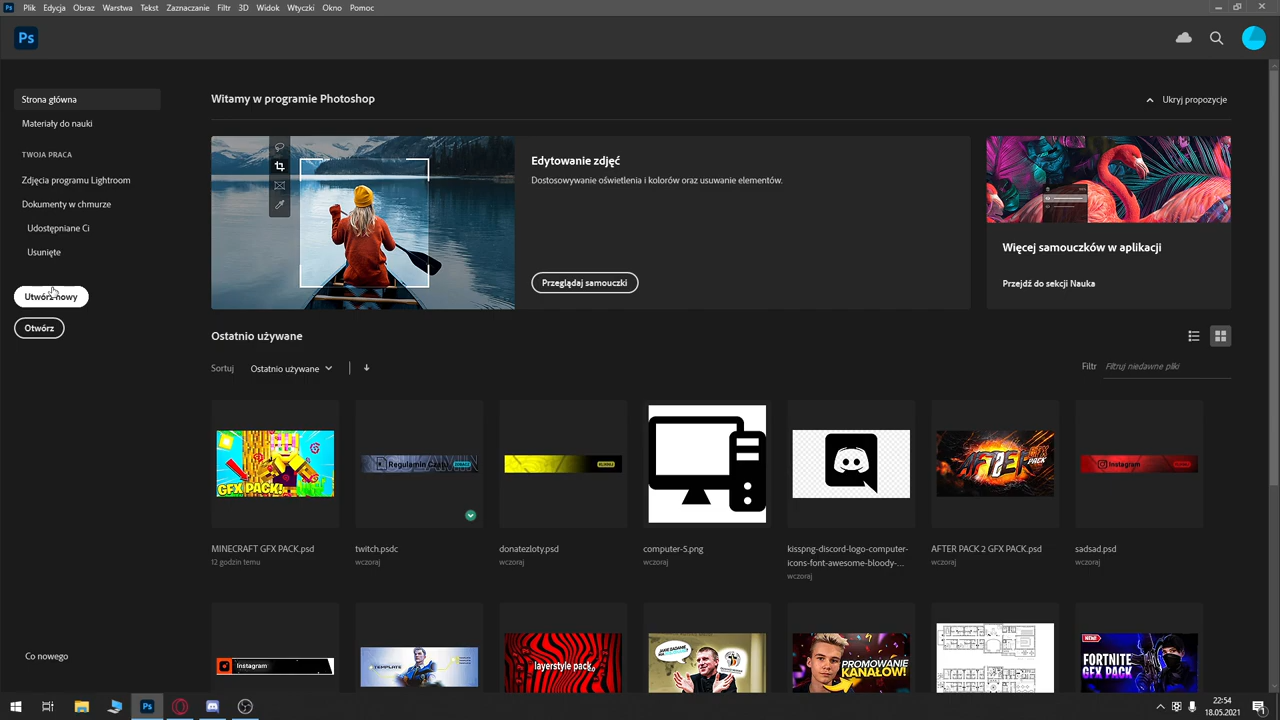 Ps Plik Edycja Obraz Warstwa Tekst Zaznaczanie Filtr 3D Widok Wtyczki Okno Pomoc
Ps
Strona główna
Materiały do nauki
TWOJA PRACA
Zdjęcia programu Lightroom
Dokumenty w chmurze
Udostępniane Ci
Usunięte
Utwórz nowy
Otwórz
Witamy w programie Photoshop
Ukryj propozycje
Edytowanie zdjęć
Dostosowywanie oświetlenia i kolorów oraz usuwanie elementów.
Przeglądaj samouczki
Więcej samouczków w aplikacji
Przejdź do sekcji Nauka
Ostatnio używane
Sortuj Ostatnio używane
Filtr Filtruj niedawne pliki
GFX PACK!
Regulamin
AFTER PACK
Instagram
MINECRAFT GFX PACK.psd
12 godzin temu
twitch.psdc
wczoraj
donatezloty.psd
wczoraj
computer-5.png
wczoraj
kisspng-discord-logo-computer-
icons-font-awesome-bloody-...
wczoraj
AFTER PACK 2 GFX PACK.psd
wczoraj
sadsad.psd
wczoraj
Instagram
TEMPLATE
layerstyle pack.
PROMOWANIE
KANAŁÓW!
NEW!
FORTNITE
GFX PACK
Co nowego
Ps
22:54
18.05.2021